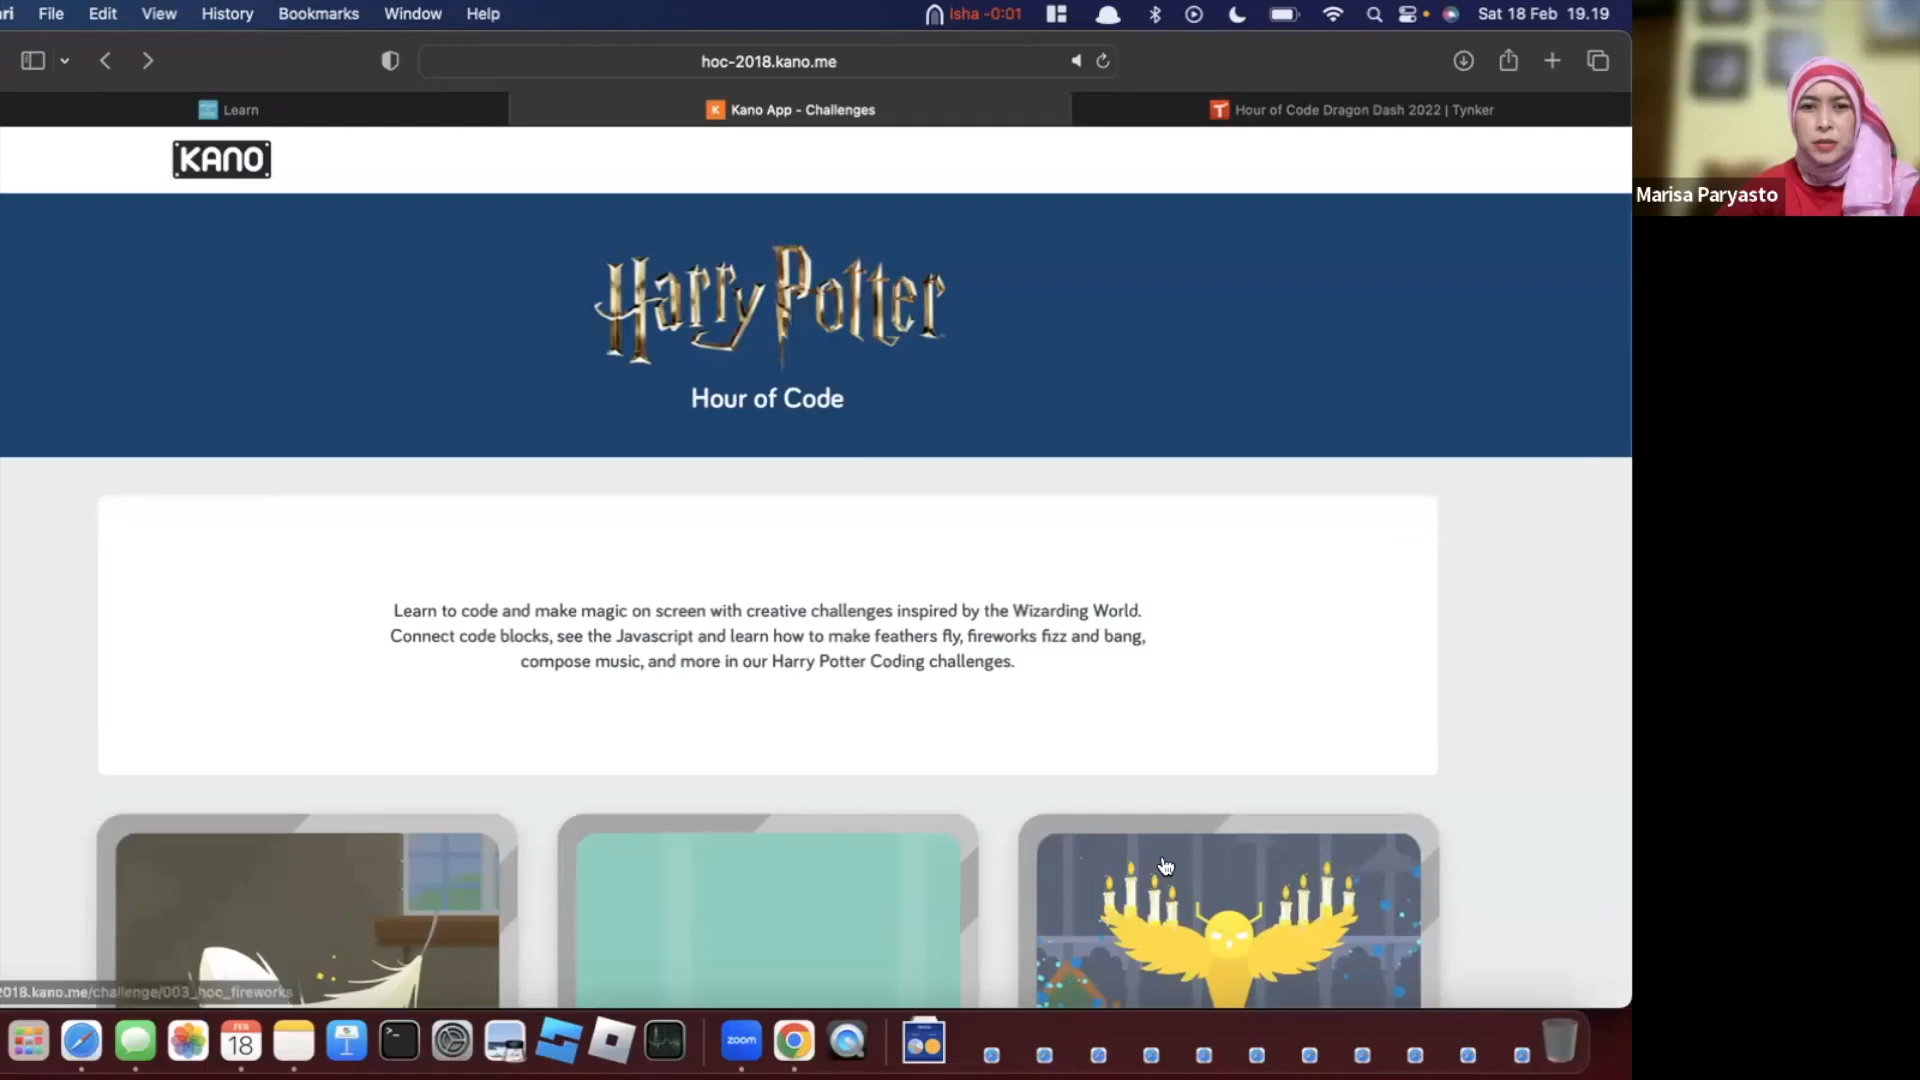 ri File Edit View History Bookmarks Window Help Isha -0:01 Sat 18 Feb 19.19
hoc-2018.kano.me
Learn
K Kano App - Challenges
T Hour of Code Dragon Dash 2022 | Tynker
KANO
Marisa Paryasto
Harry Potter
Hour of Code
Learn to code and make magic on screen with creative challenges inspired by the Wizarding World.
Connect code blocks, see the Javascript and learn how to make feathers fly, fireworks fizz and bang,
compose music, and more in our Harry Potter Coding challenges.
2018.kano.me/challenge/003_hoc_fireworks
FEB
18
zoom